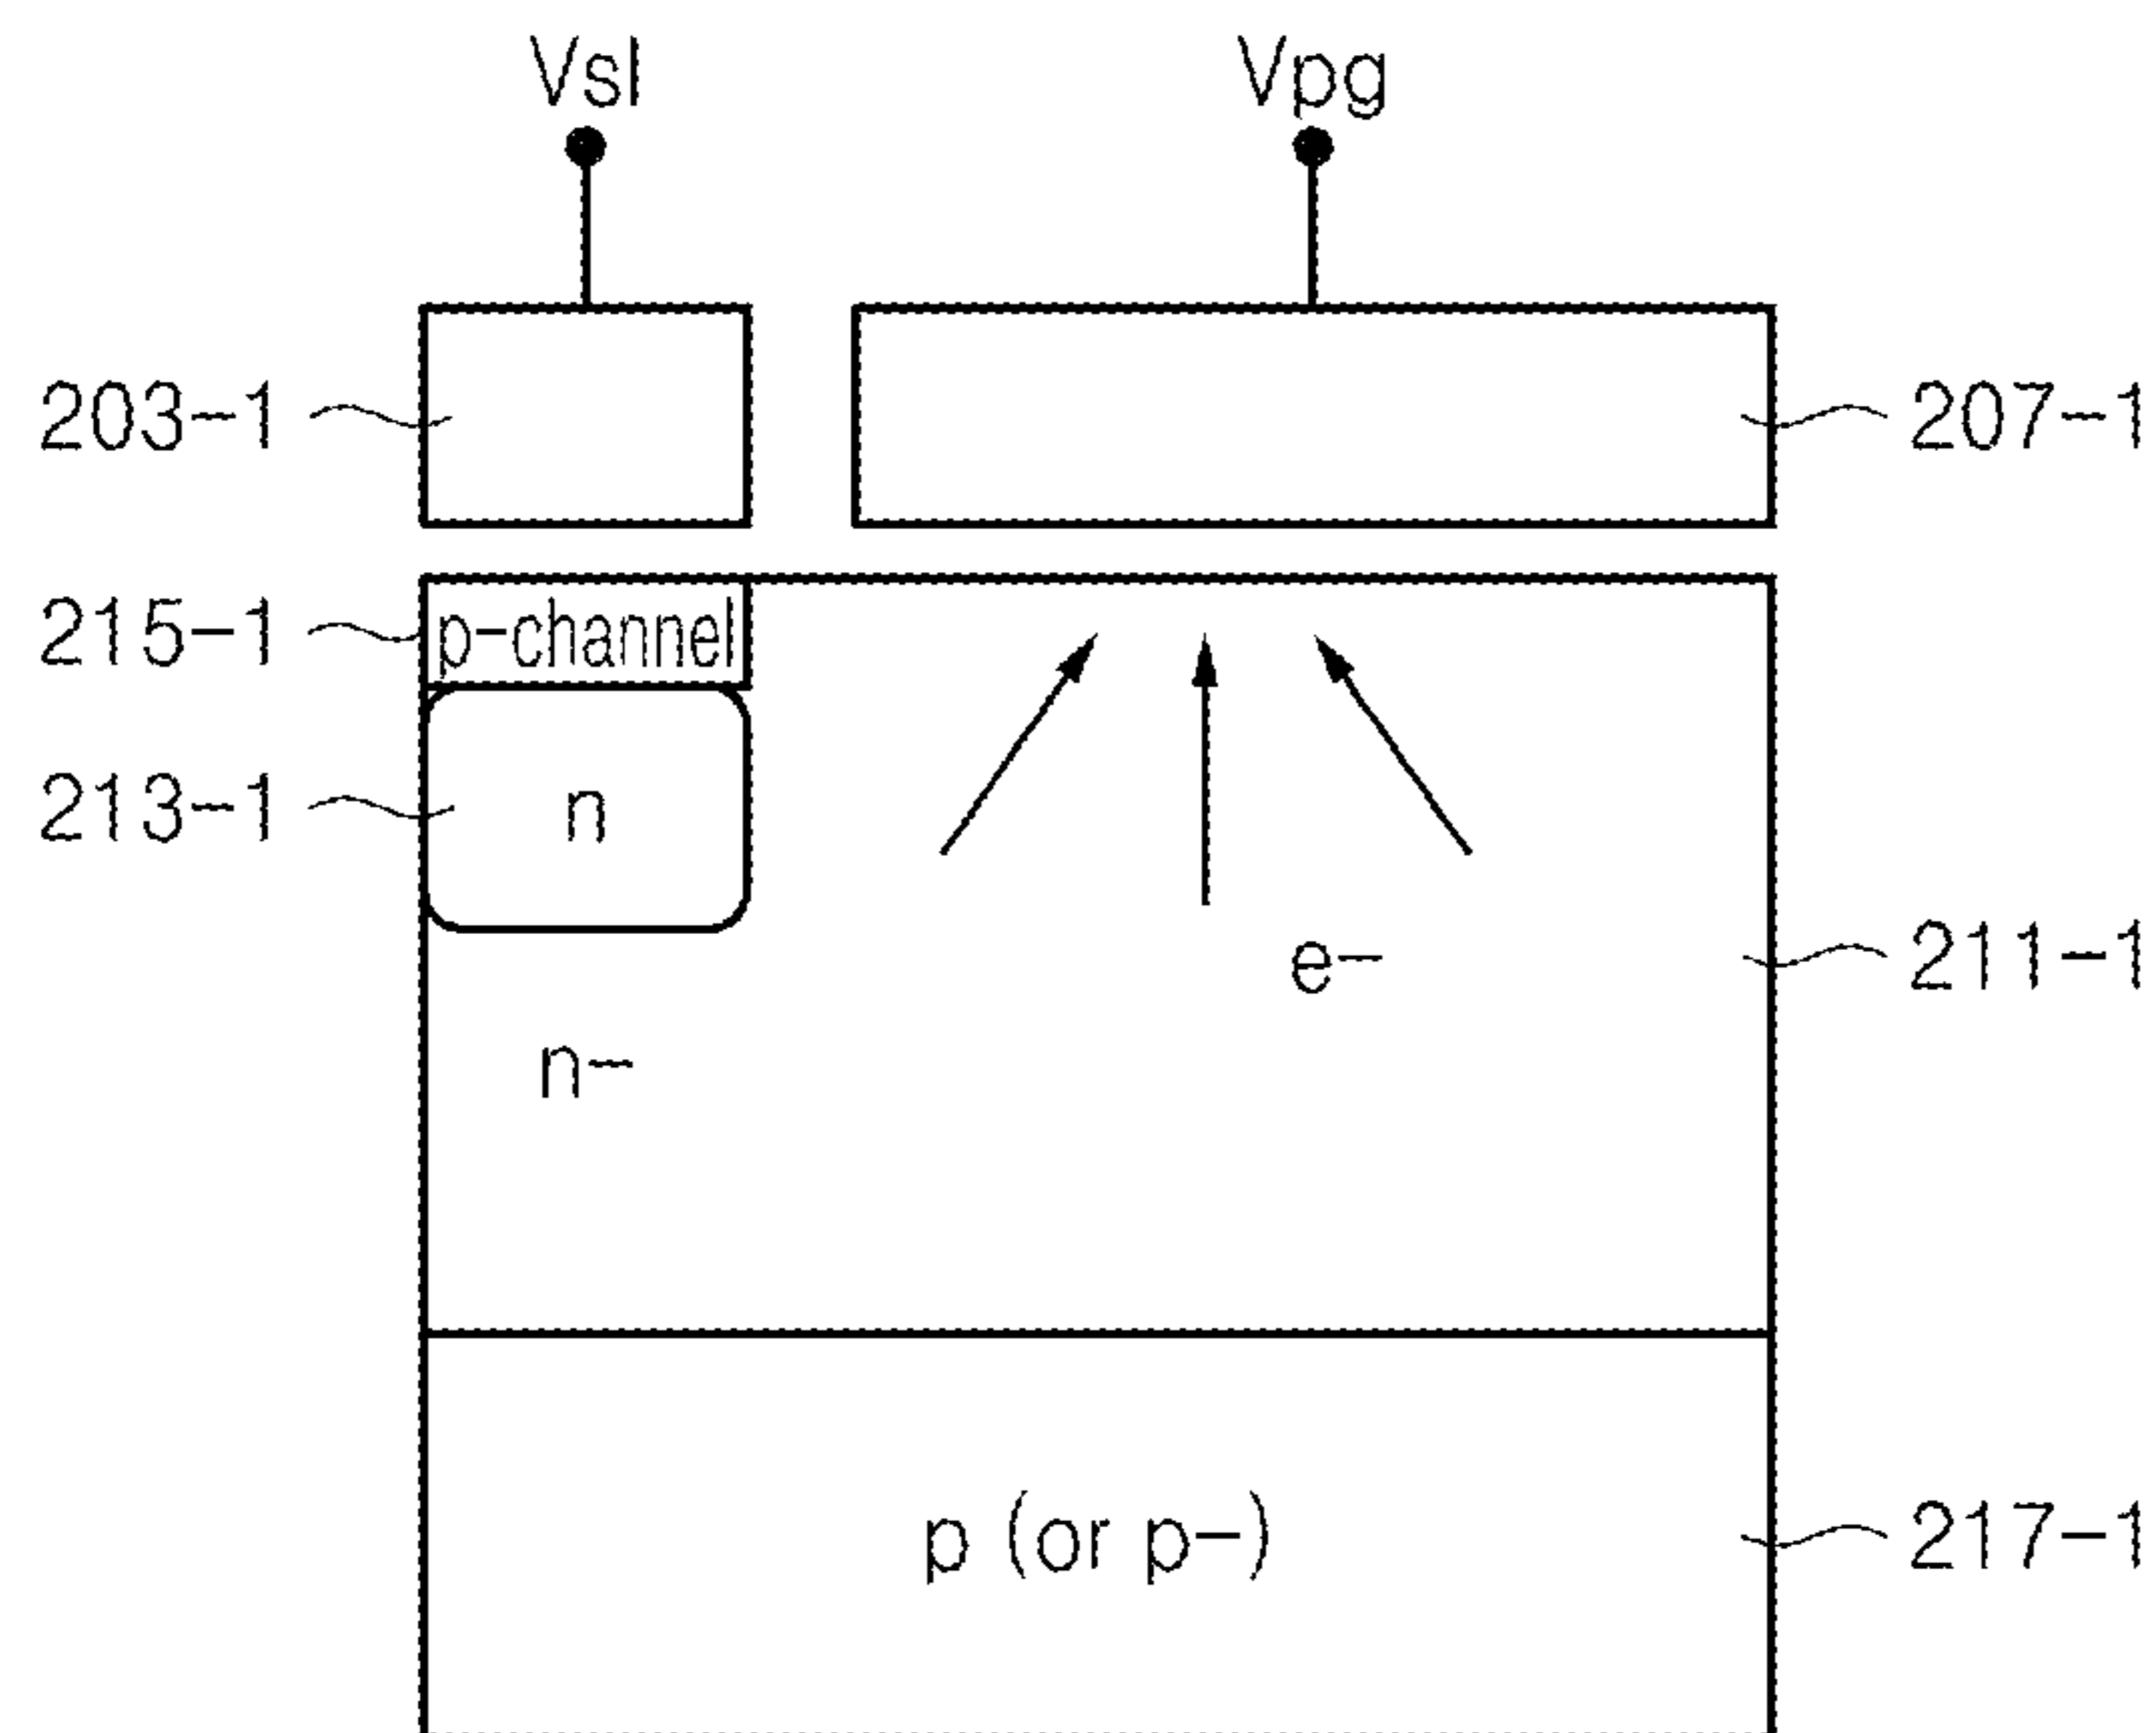 Vsl Vpg
203-1 207-1
215-1 p-channel
213-1 n
e- 211-1
n-
p (or p-) 217-1